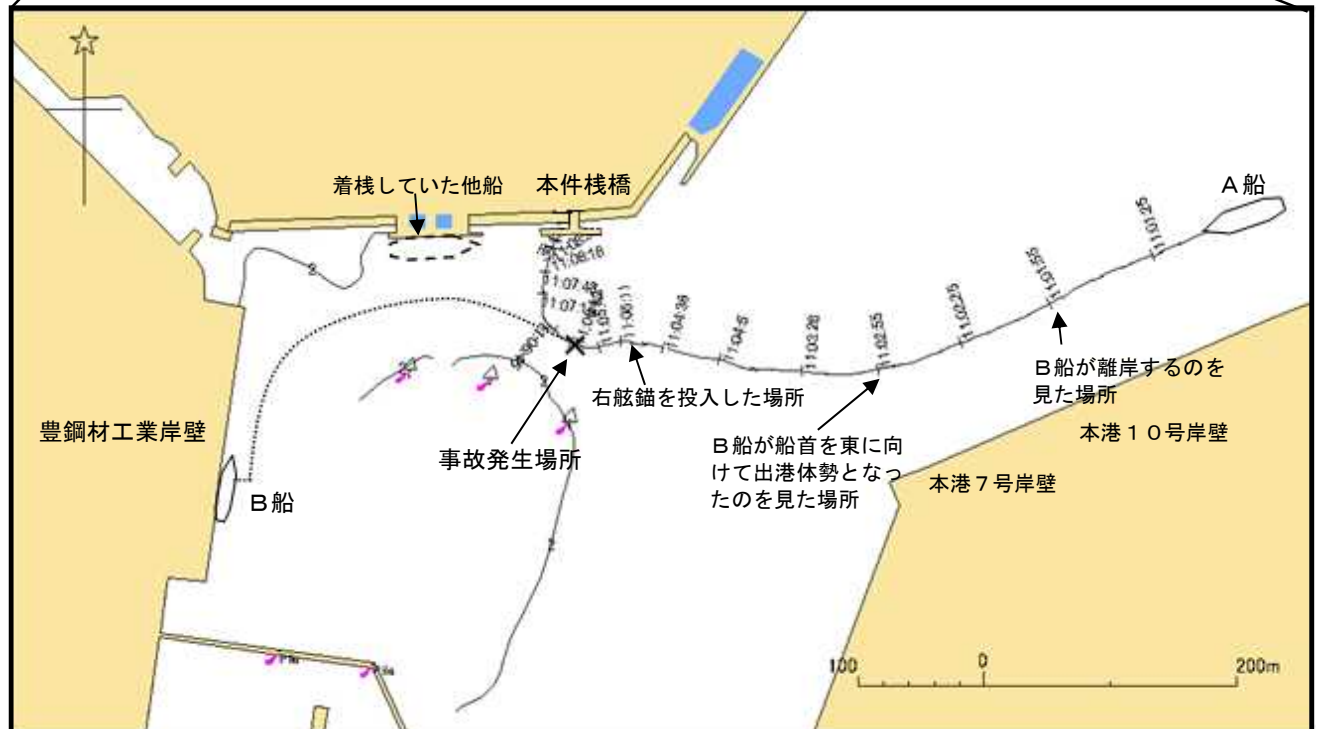 着桟していた他船
本件桟橋
A船
11:01:25
11:01:55
11:02:25
11:02:55
11:03:26
11:04:5
11:04:36
11:07:48
11:08:18
B船が離岸するのを
見た場所
右舷錨を投入した場所
本港10号岸壁
豊鋼材工業岸壁
事故発生場所
B船が船首を東に向
けて出港体勢となっ
たのを見た場所
本港7号岸壁
B船
100 0 200m